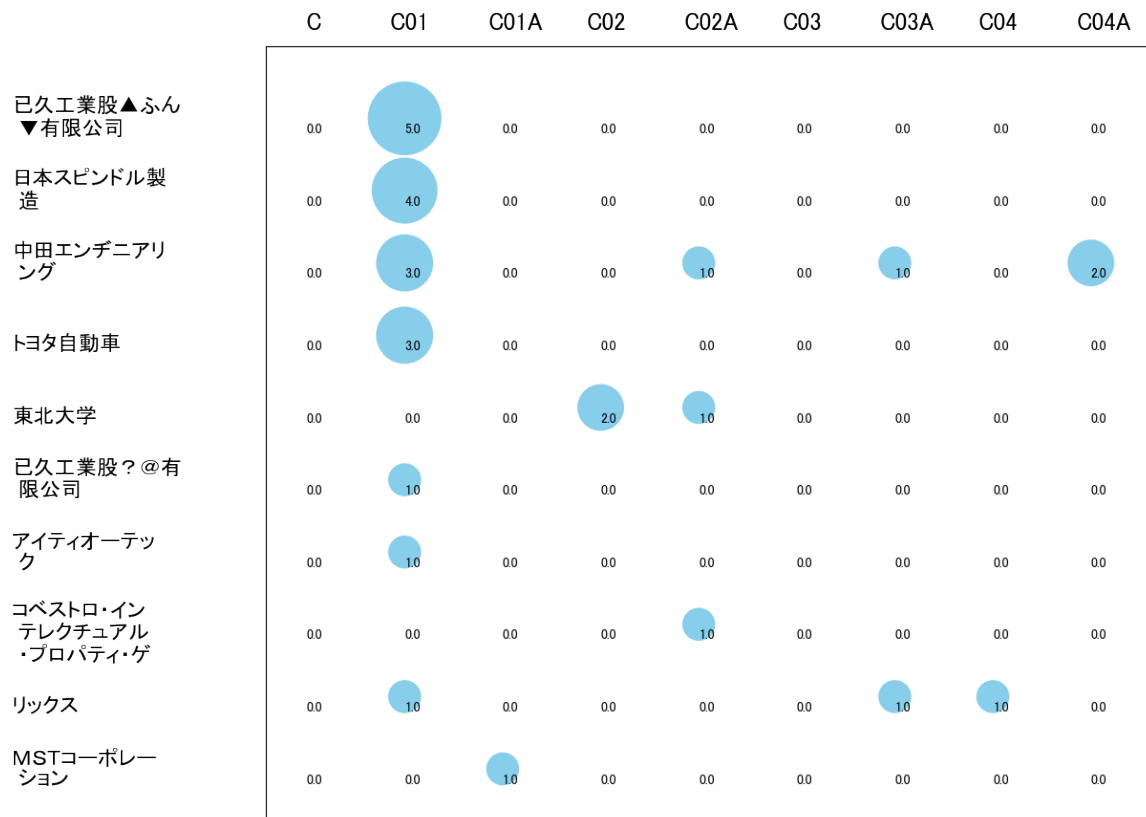 C C01 C01A C02 C02A C03 C03A C04 C04A
已久工業股▲ふん
▼有限公司
0.0 5.0 0.0 0.0 0.0 0.0 0.0 0.0 0.0
日本スピンドル製
造
0.0 4.0 0.0 0.0 0.0 0.0 0.0 0.0 0.0
中田エンヂニアリ
ング
0.0 3.0 0.0 0.0 1.0 0.0 1.0 0.0 2.0
トヨタ自動車
0.0 3.0 0.0 0.0 0.0 0.0 0.0 0.0 0.0
東北大学
0.0 0.0 0.0 2.0 1.0 0.0 0.0 0.0 0.0
已久工業股？＠有
限公司
0.0 1.0 0.0 0.0 0.0 0.0 0.0 0.0 0.0
アイティオーテッ
ク
0.0 1.0 0.0 0.0 0.0 0.0 0.0 0.0 0.0
コベストロ・イン
テレクチュアル
・プロパティ・ゲ
0.0 0.0 0.0 0.0 1.0 0.0 0.0 0.0 0.0
リックス
0.0 1.0 0.0 0.0 0.0 0.0 1.0 1.0 0.0
MSTコーポレー
ション
0.0 0.0 1.0 0.0 0.0 0.0 0.0 0.0 0.0